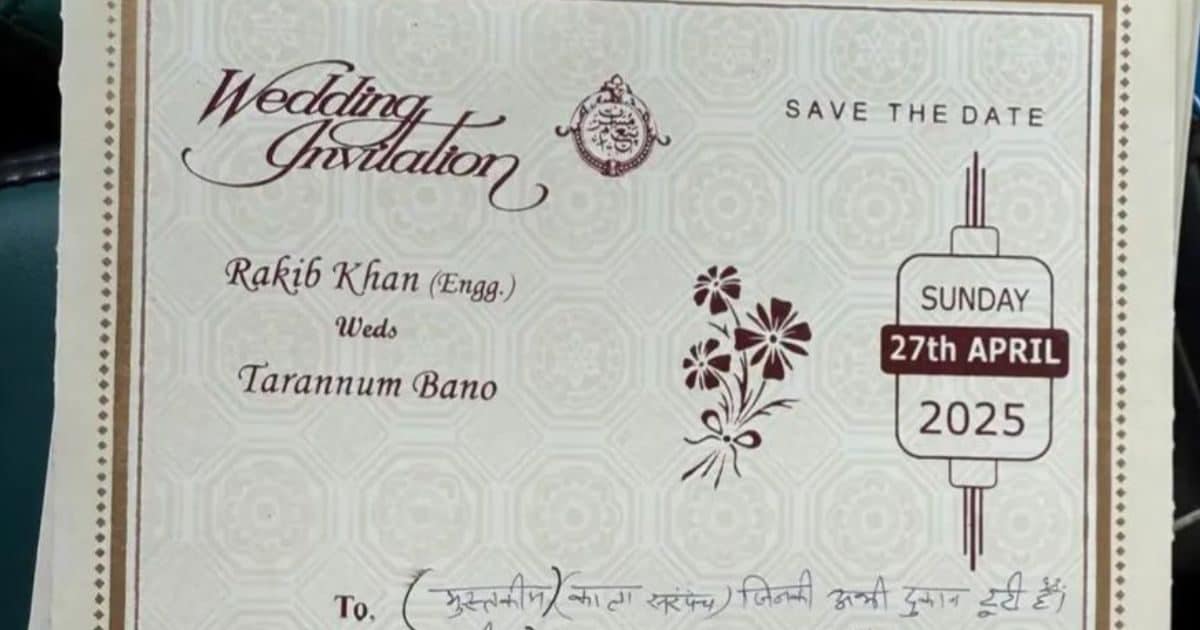 Wedding
Invitation
SAVE THE DATE
Rakib Khan (Engg.)
Weds
Tarannum Bano
SUNDAY
27th APRIL
2025
To, (मुस्तकीम) (काला सरपंच) जिनकी अभी दुकान टूटी है।